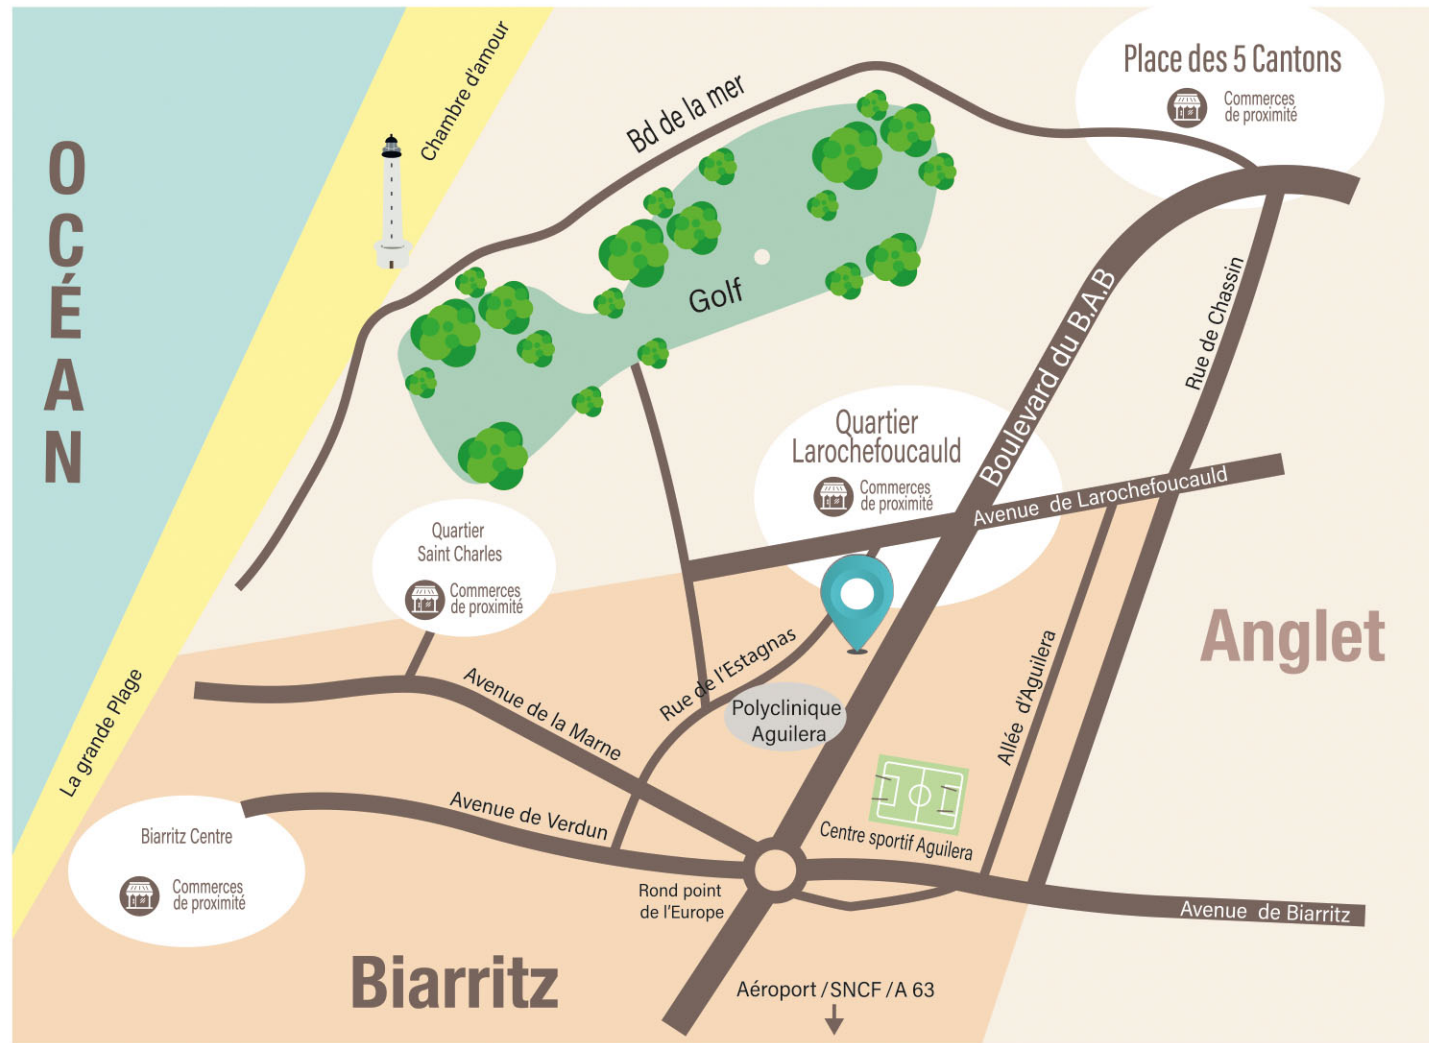 OCÉAN
Chambre d'amour
Bd de la mer
Place des 5 Cantons
Commerces
de proximité
Golf
Boulevard du B.A.B
Rue de Chassin
Quartier
Larochefoucauld
Commerces
de proximité
Avenue de Larochefoucauld
Quartier
Saint Charles
Commerces
de proximité
Anglet
La grande Plage
Avenue de la Marne
Rue de l'Estagnas
Polyclinique
Aguilera
Allée d'Aguilera
Avenue de Verdun
Centre sportif Aguilera
Biarritz Centre
Commerces
de proximité
Rond point
de l'Europe
Avenue de Biarritz
Biarritz
Aéroport /SNCF /A 63